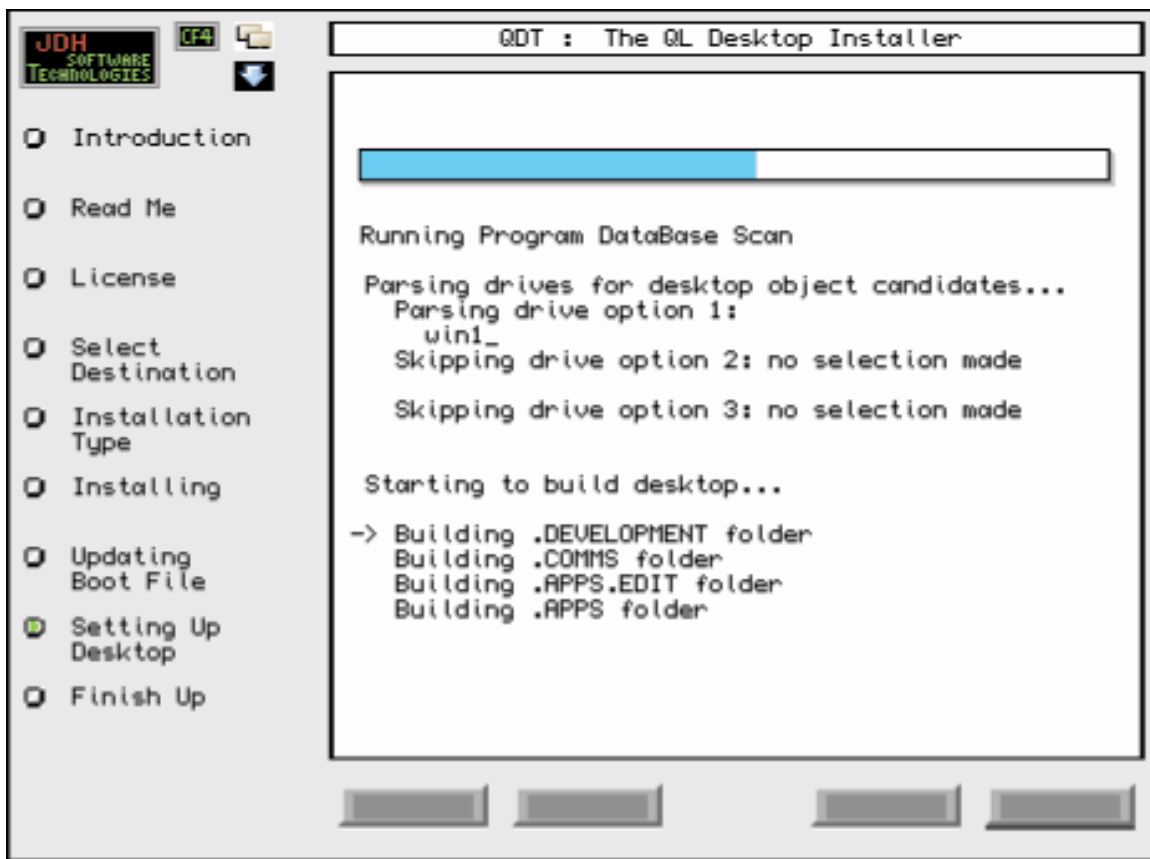 JDH
SOFTWARE
TECHNOLOGIES
CF4
QDT : The QL Desktop Installer
Introduction
Read Me
License
Select
Destination
Installation
Type
Installing
Updating
Boot File
Setting Up
Desktop
Finish Up
Running Program DataBase Scan
Parsing drives for desktop object candidates...
Parsing drive option 1:
win1_
Skipping drive option 2: no selection made
Skipping drive option 3: no selection made
Starting to build desktop...
-> Building .DEVELOPMENT folder
Building .COMMS folder
Building .APPS.EDIT folder
Building .APPS folder